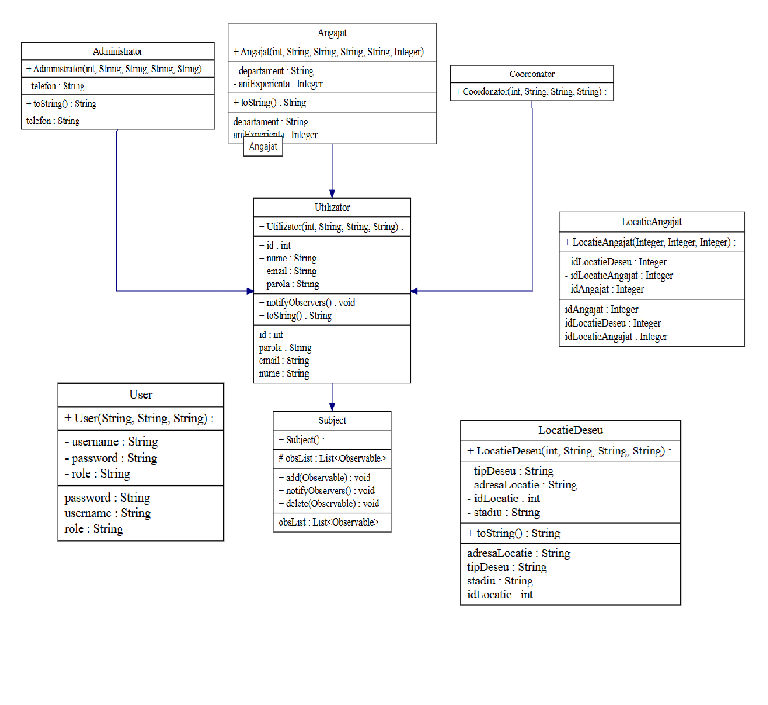 Administrator
+ Administrator(int, String, String, String, String)
telefon : String
+ toString() : String
telefon : String
Angajat
+ Angajat(int, String, String, String, String, Integer)
departament : String
- aniExperienta : Integer
+ toString() : String
departament : String
aniExperienta : Integer
Angajat
Coordonator
+ Coordonator(int, String, String, String) :
Utilizator
+ Utilizator(int, String, String, String) :
+ id : int
+ nume : String
email : String
parola : String
+ notifyObservers() : void
+ toString() : String
id : int
parola : String
email : String
nume : String
LocatieAngajat
+ LocatieAngajat(Integer, Integer, Integer) :
idLocatieDeseu : Integer
- idLocatieAngajat : Integer
idAngajat : Integer
idAngajat : Integer
idLocatieDeseu : Integer
idLocatieAngajat : Integer
User
+ User(String, String, String) :
- username : String
- password : String
- role : String
password : String
username : String
role : String
Subject
+ Subject() :
# obsList : List<Observable>
+ add(Observable) : void
+ notifyObservers() : void
+ delete(Observable) : void
obsList : List<Observable>
LocatieDeseu
+ LocatieDeseu(int, String, String, String) :
tipDeseu : String
adresaLocatie : String
- idLocatie : int
- stadiu : String
+ toString() : String
adresaLocatie : String
tipDeseu : String
stadiu : String
idLocatie : int